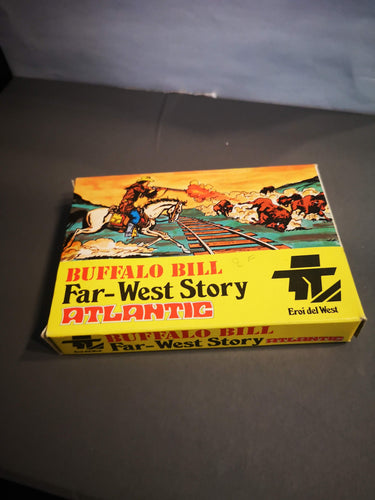 BUFFALO BILL
Far-West Story
ATLANTIC
Eroi del West
BUFFALO BILL
Far-West Story ATLANTIC